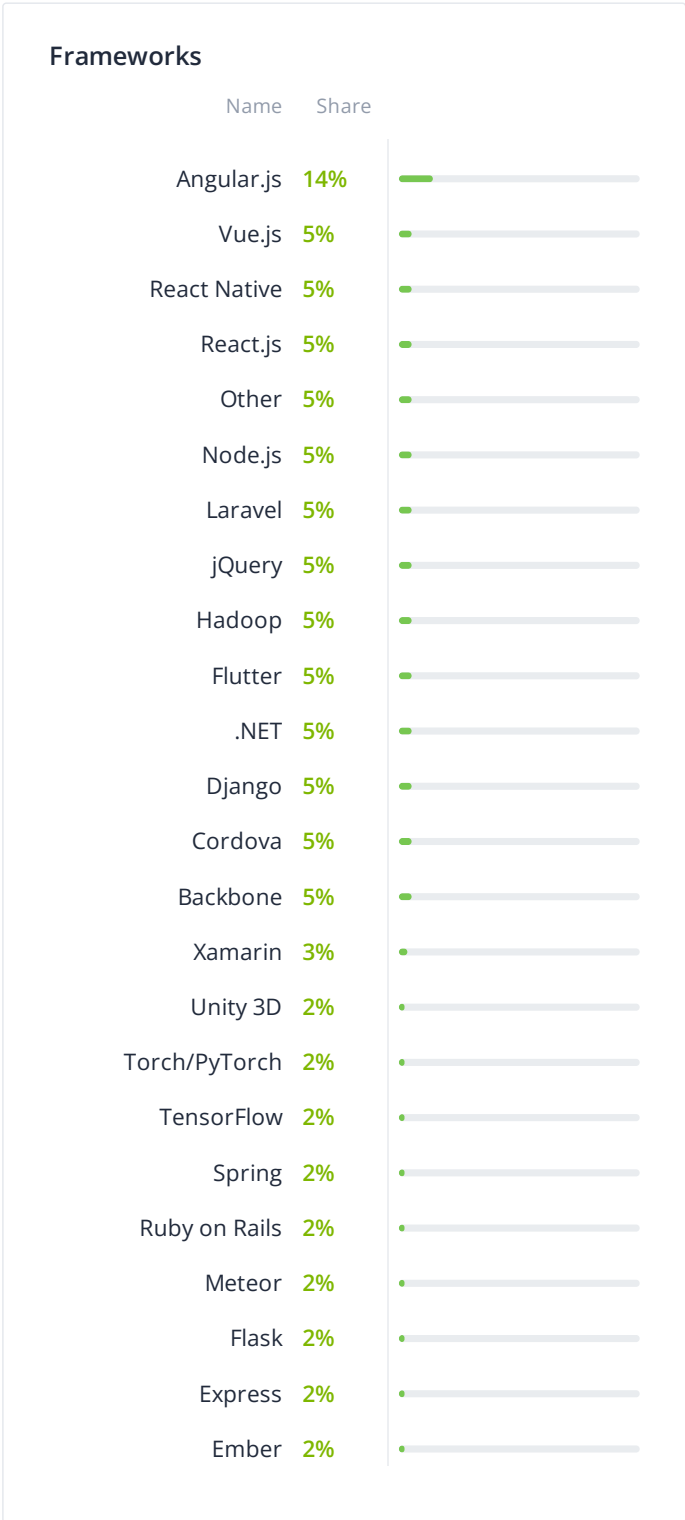 Frameworks
Name Share
Angular.js 14%
Vue.js 5%
React Native 5%
React.js 5%
Other 5%
Node.js 5%
Laravel 5%
jQuery 5%
Hadoop 5%
Flutter 5%
.NET 5%
Django 5%
Cordova 5%
Backbone 5%
Xamarin 3%
Unity 3D 2%
Torch/PyTorch 2%
TensorFlow 2%
Spring 2%
Ruby on Rails 2%
Meteor 2%
Flask 2%
Express 2%
Ember 2%